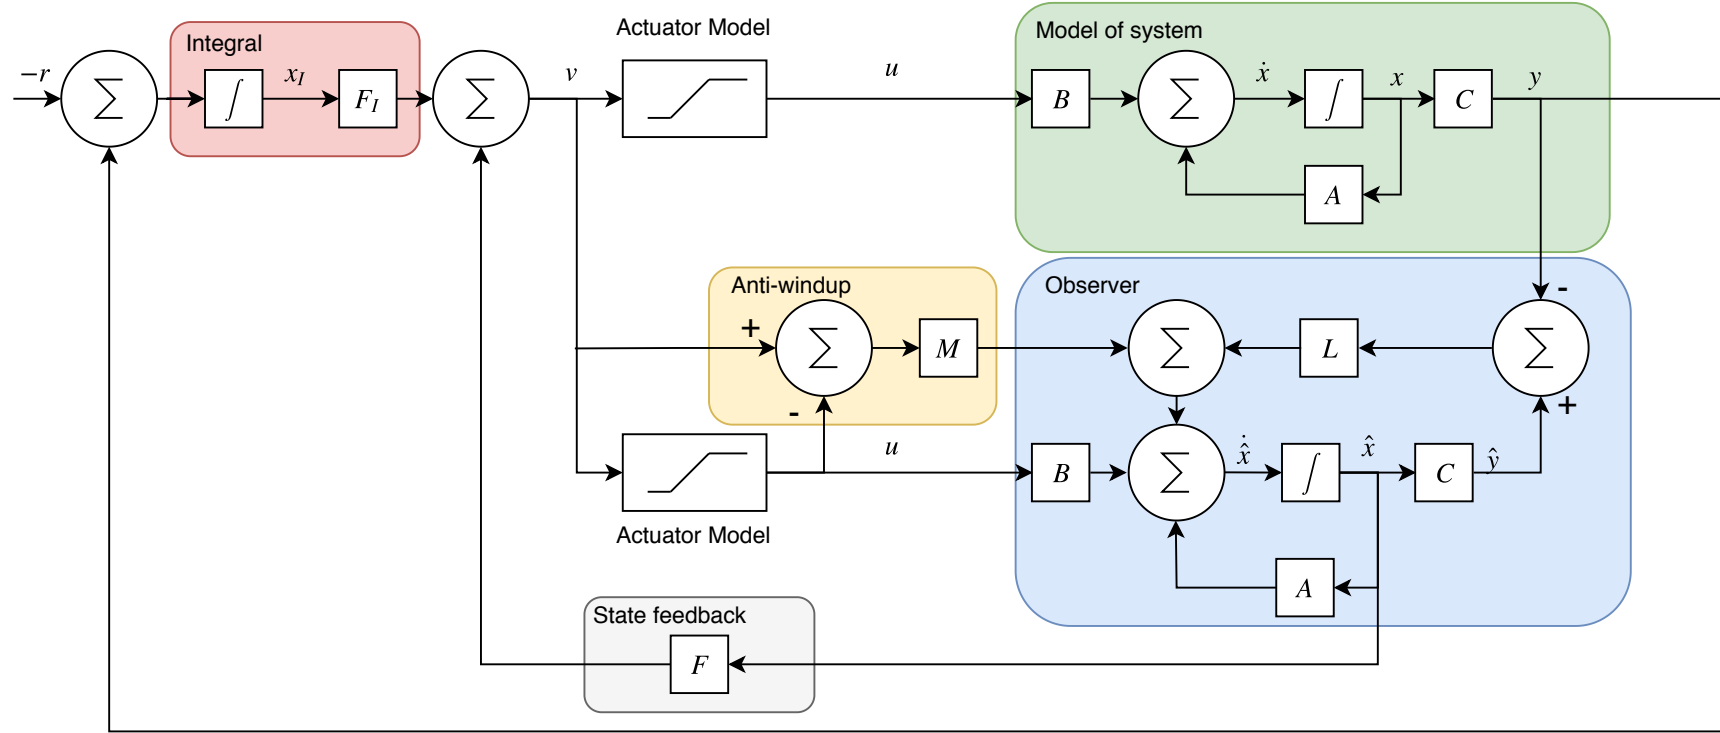 Actuator Model
Model of system
Integral
−r
∑
∫
x_I
F_I
∑
v
u
B
∑
ẋ
∫
x
C
y
A
Anti-windup
Observer
-
+
∑
M
∑
L
∑
-
+
u
B
∑
x̂̇
∫
x̂
C
ŷ
Actuator Model
A
State feedback
F